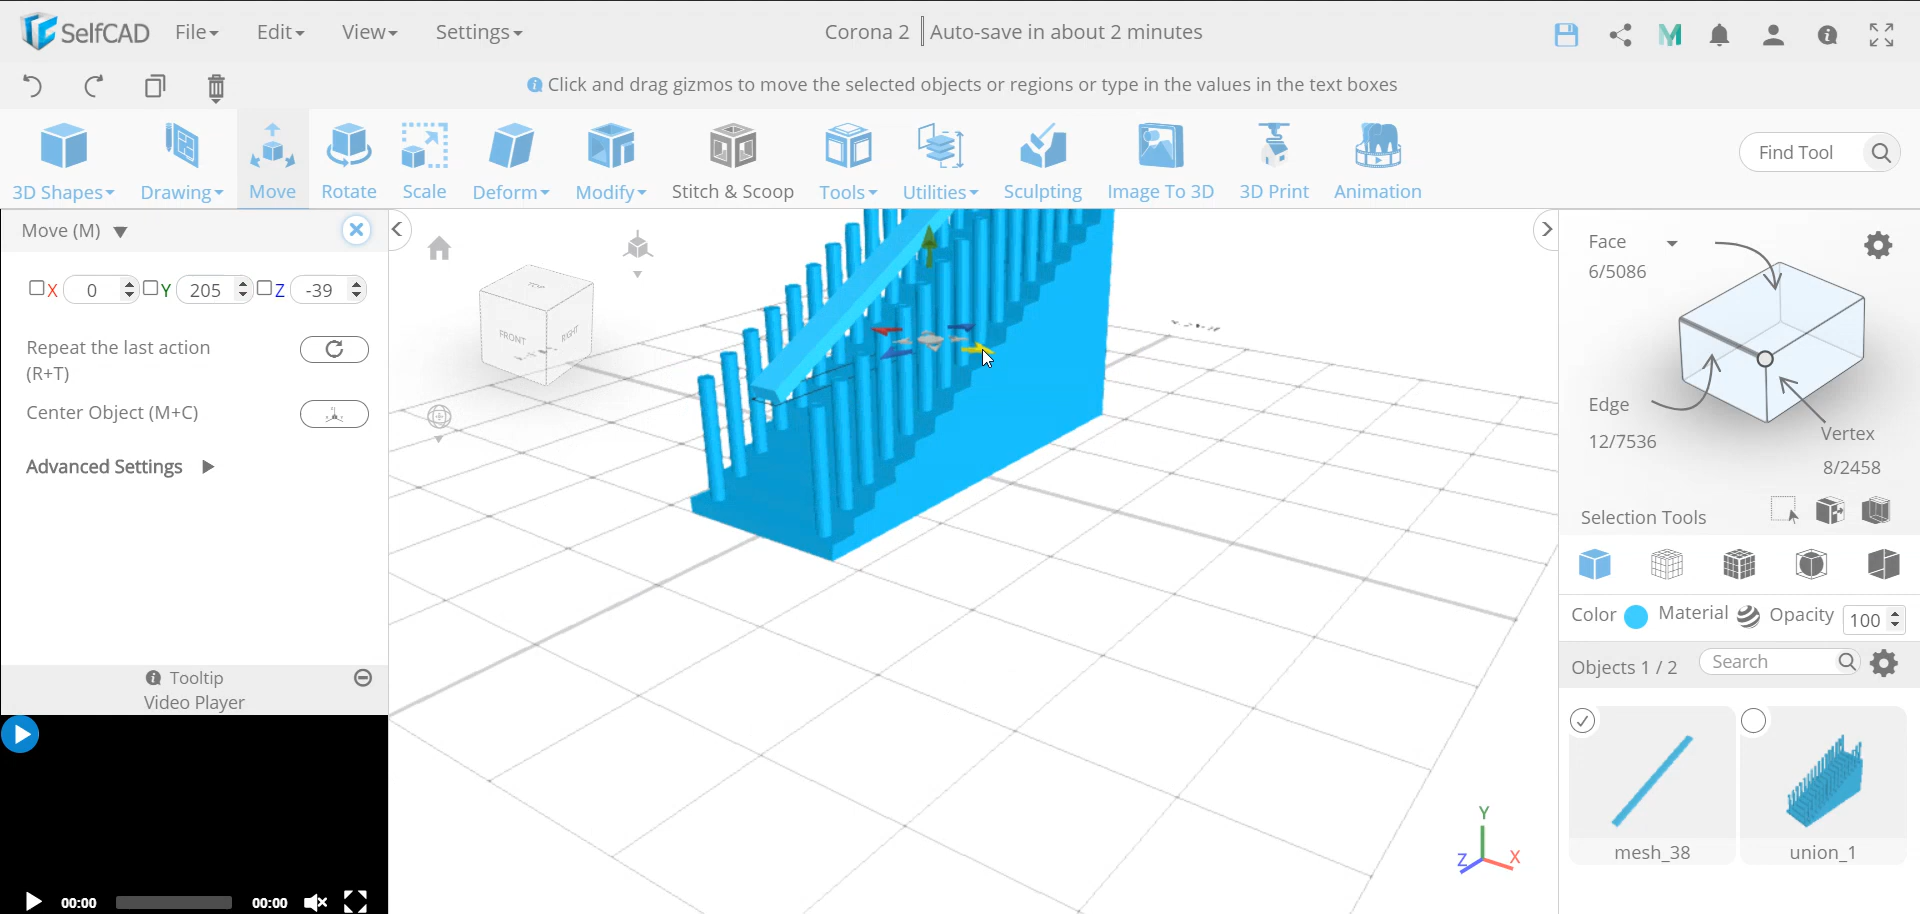 SelfCAD File Edit View Settings Corona 2 Auto-save in about 2 minutes
Click and drag gizmos to move the selected objects or regions or type in the values in the text boxes
3D Shapes Drawing Move Rotate Scale Deform Modify Stitch & Scoop Tools Utilities Sculpting Image To 3D 3D Print Animation Find Tool
Move (M)
X 0 Y 205 Z -39
Repeat the last action
(R+T)
Center Object (M+C)
Advanced Settings
Tooltip
Video Player
00:00 00:00
TOP
FRONT RIGHT
Y
Z X
Face
6/5086
Edge
12/7536
Vertex
8/2458
Selection Tools
Color Material Opacity 100
Objects 1 / 2 Search
mesh_38 union_1